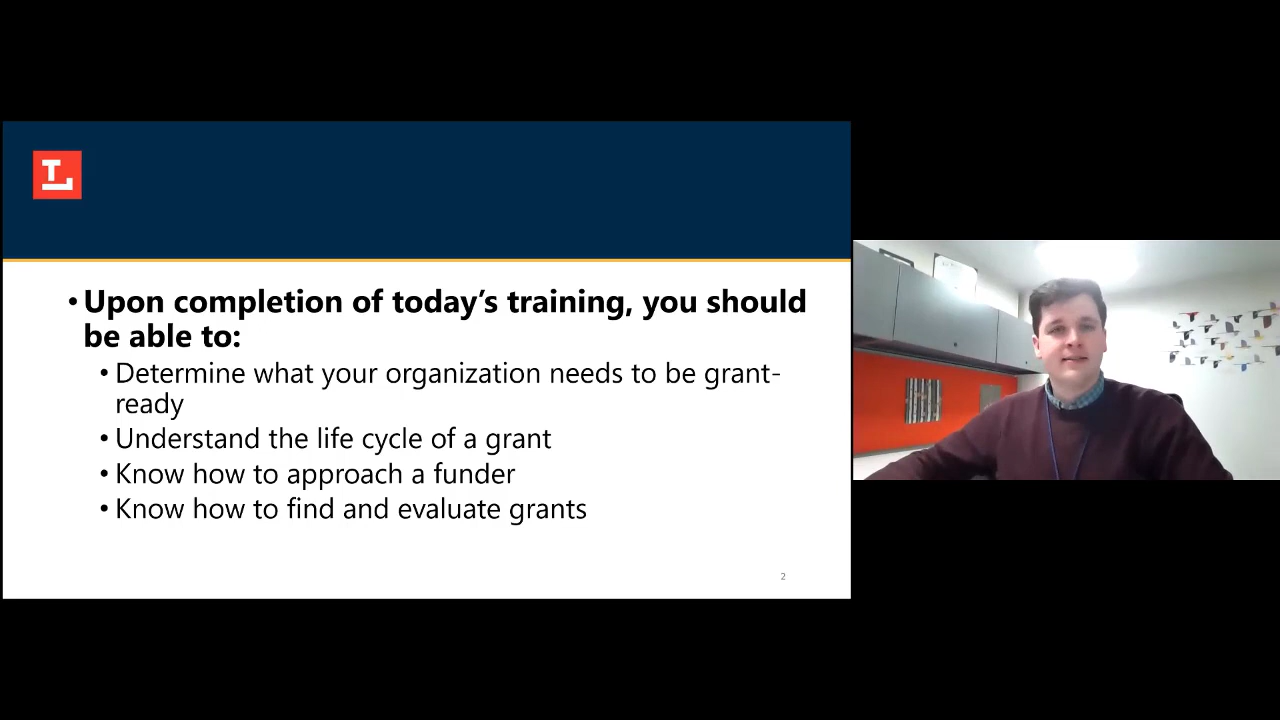 TL
• Upon completion of today’s training, you should
be able to:
• Determine what your organization needs to be grant-
ready
• Understand the life cycle of a grant
• Know how to approach a funder
• Know how to find and evaluate grants
2